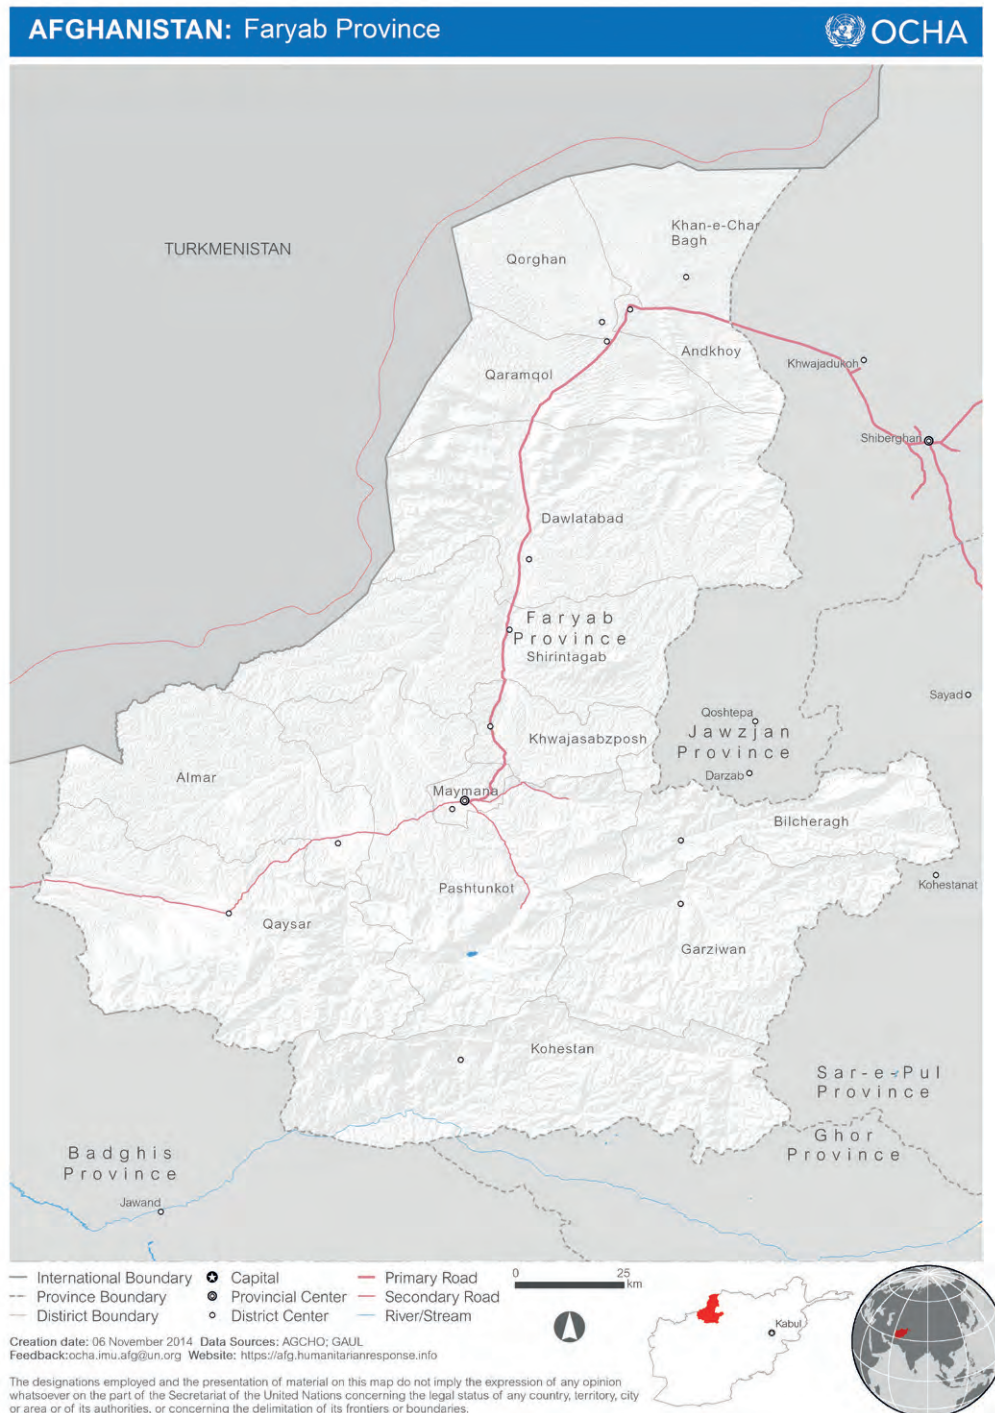 AFGHANISTAN: Faryab Province
OCHA
TURKMENISTAN
Khan-e-Char
Bagh
Qorghan
Andkhoy
Khwajadukoh
Qaramqol
Shiberghan
Dawlatabad
Faryab
Province
Shirintagab
Sayad
Qoshtepa
Jawzjan
Province
Khwajasabzposh
Darzab
Almar
Maymana
Bilcheragh
Pashtunkot
Kohestanat
Qaysar
Garziwan
Kohestan
Sar-e-Pul
Province
Ghor
Province
Badghis
Province
Jawand
International Boundary
Province Boundary
Distirict Boundary
Capital
Provincial Center
District Center
Primary Road
Secondary Road
River/Stream
0 25
km
Kabul
Creation date: 06 November 2014 Data Sources: AGCHO; GAUL
Feedback:ocha.imu.afg@un.org Website: https://afg.humanitarianresponse.info
The designations employed and the presentation of material on this map do not imply the expression of any opinion
whatsoever on the part of the Secretariat of the United Nations concerning the legal status of any country, territory, city
or area or of its authorities, or concerning the delimitation of its frontiers or boundaries.